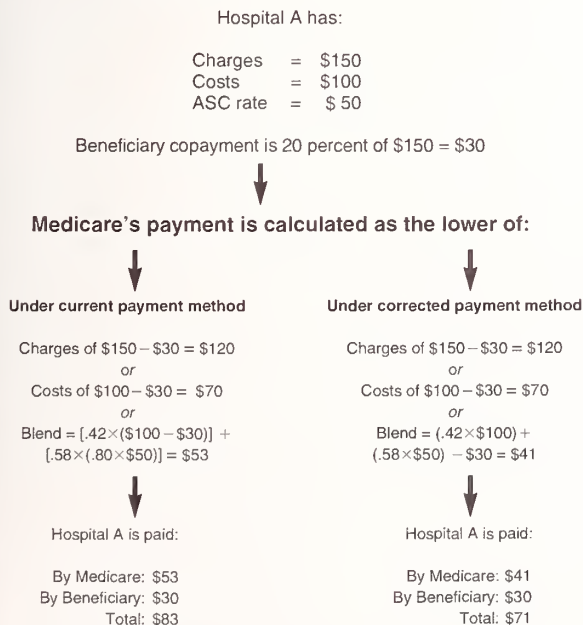 Hospital A has:
Charges = $150
Costs = $100
ASC rate = $ 50
Beneficiary copayment is 20 percent of $150 = $30
Medicare's payment is calculated as the lower of:
Under current payment method
Charges of $150 – $30 = $120
or
Costs of $100 – $30 = $70
or
Blend = [.42×($100 – $30)] +
[.58×(.80×$50)] = $53
Hospital A is paid:
By Medicare: $53
By Beneficiary: $30
Total: $83
Under corrected payment method
Charges of $150 – $30 = $120
or
Costs of $100 – $30 = $70
or
Blend = (.42×$100) +
(.58×$50) – $30 = $41
Hospital A is paid:
By Medicare: $41
By Beneficiary: $30
Total: $71